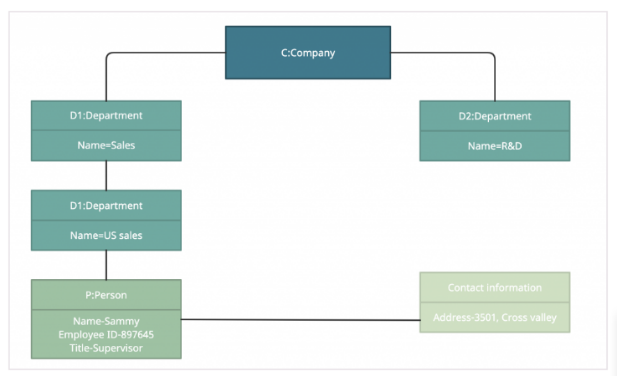 C:Company
D1:Department
Name=Sales
D2:Department
Name=R&D
D1:Department
Name=US sales
P:Person
Name-Sammy
Employee ID-897645
Title-Supervisor
Contact information
Address-3501, Cross valley